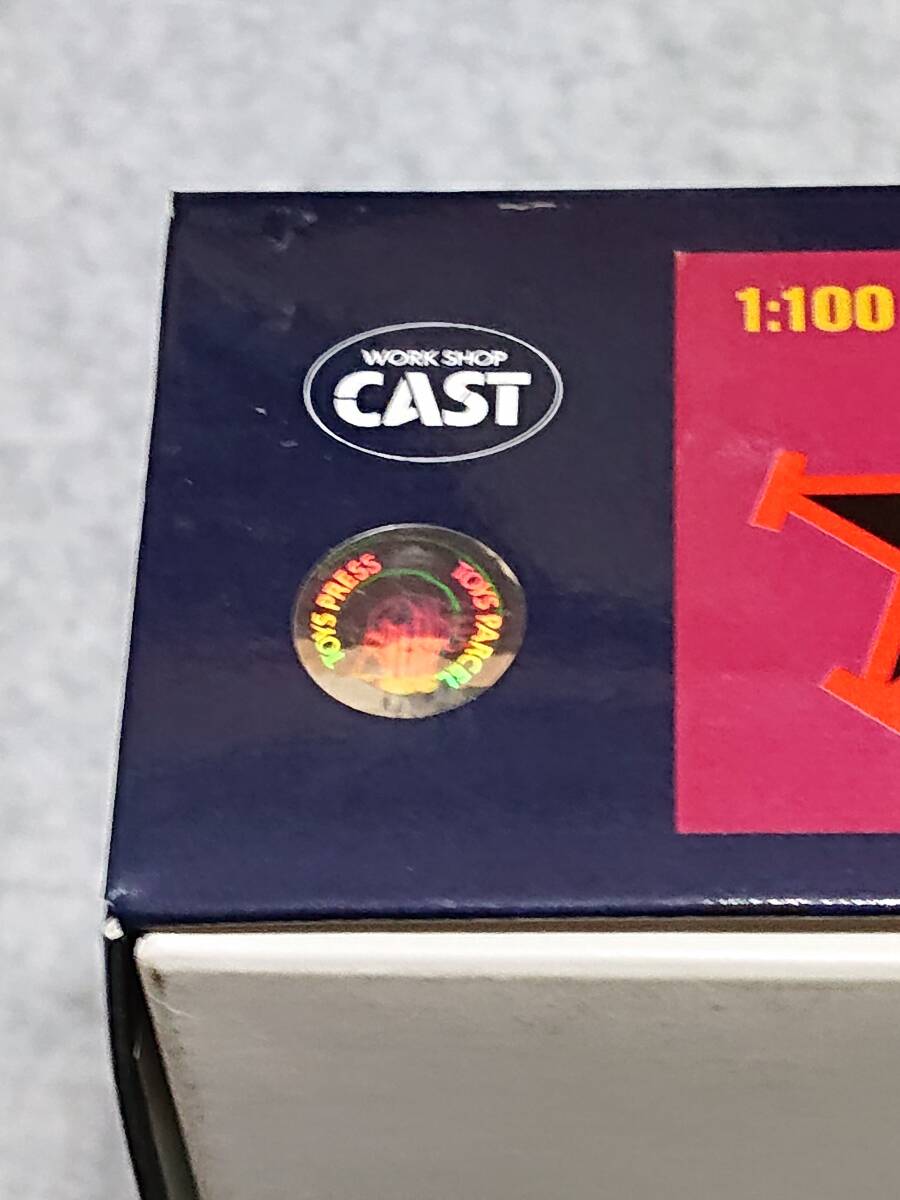 WORK SHOP
CAST
1:100
TOYS PRESS
TOYS PARCEL